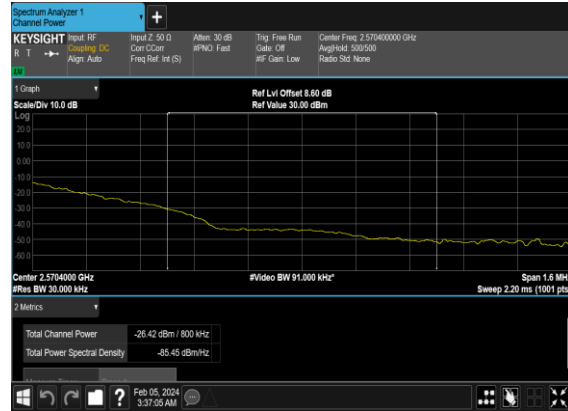 Spectrum Analyzer 1
Channel Power
KEYSIGHT Input: RF Input Z: 50 Ω Atten: 30 dB Trig: Free Run Center Freq: 2.570400000 GHz
R T Coupling: DC Corr CCorr #PNO: Fast Gate: Off Avg|Hold: 500/500
Align: Auto Freq Ref: Int (S) #IF Gain: Low Radio Std: None
LM
1 Graph
Ref Lvl Offset 8.60 dB
Scale/Div 10.0 dB Ref Value 30.00 dBm
Log
20.0
10.0
0.00
-10.0
-20.0
-30.0
-40.0
-50.0
-60.0
Center 2.5704000 GHz #Video BW 91.000 kHz* Span 1.6 MH
#Res BW 30.000 kHz Sweep 2.20 ms (1001 pts
2 Metrics
Total Channel Power -26.42 dBm / 800 kHz
Total Power Spectral Density -85.45 dBm/Hz
Feb 05, 2024
3:37:05 AM